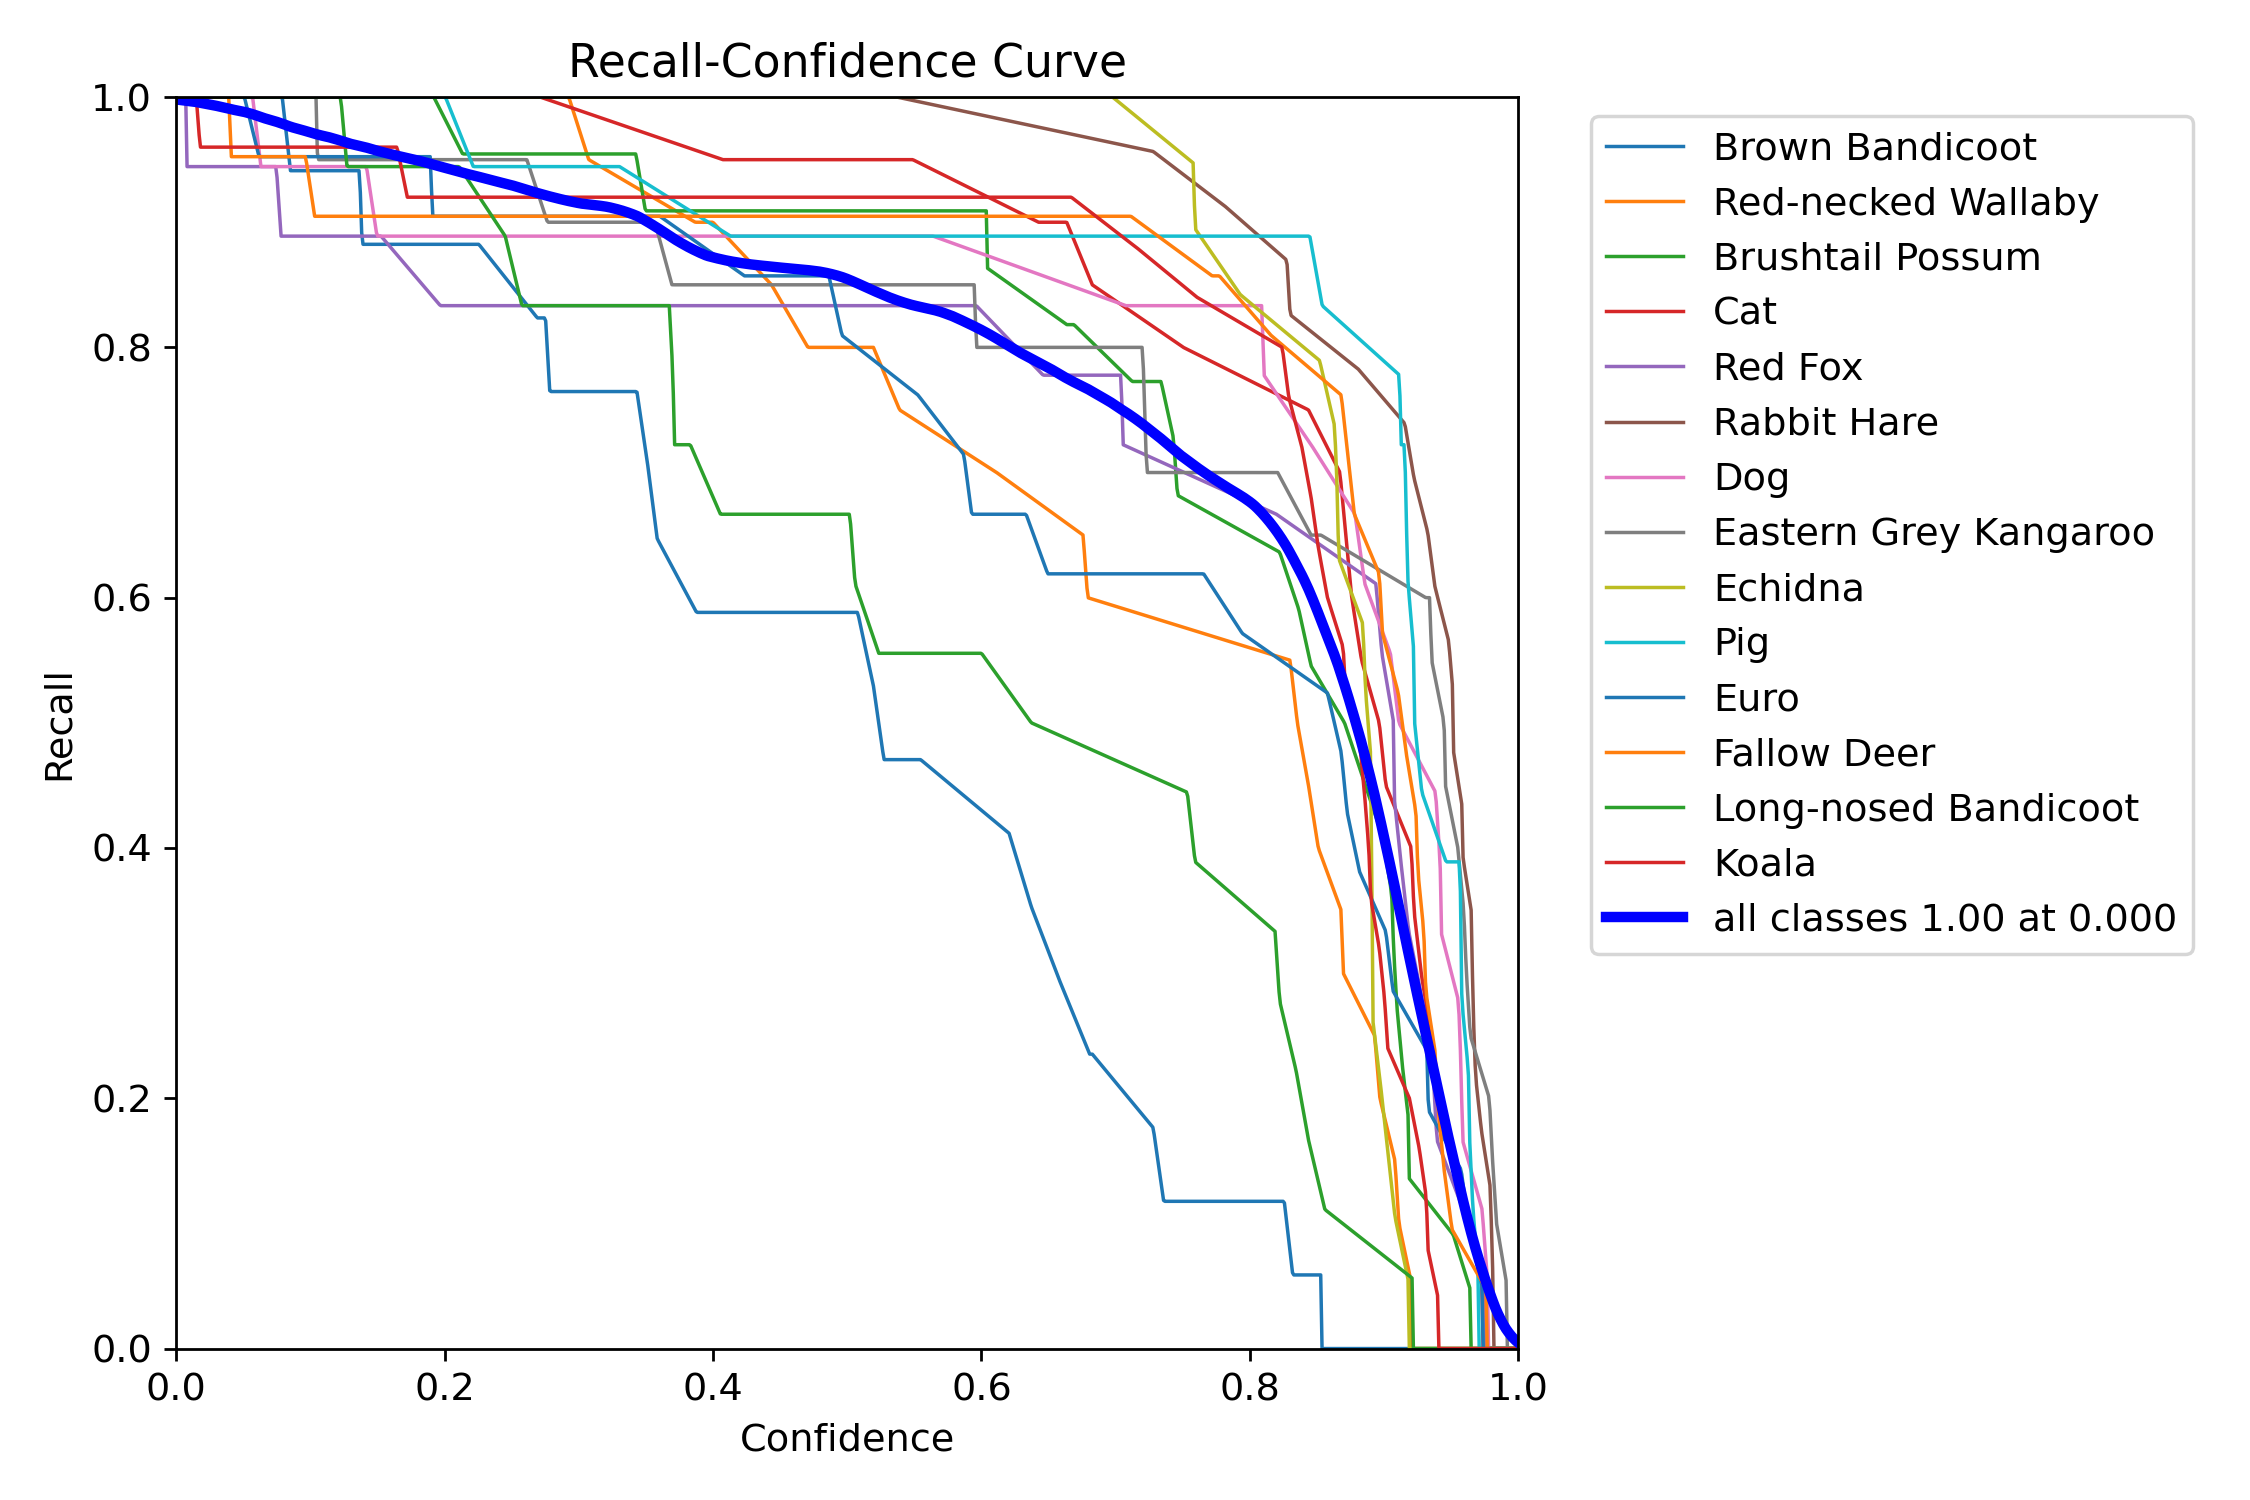 Recall-Confidence Curve
1.0
0.8
0.6
0.4
0.2
0.0
Recall
0.0 0.2 0.4 0.6 0.8 1.0
Confidence
Brown Bandicoot
Red-necked Wallaby
Brushtail Possum
Cat
Red Fox
Rabbit Hare
Dog
Eastern Grey Kangaroo
Echidna
Pig
Euro
Fallow Deer
Long-nosed Bandicoot
Koala
all classes 1.00 at 0.000